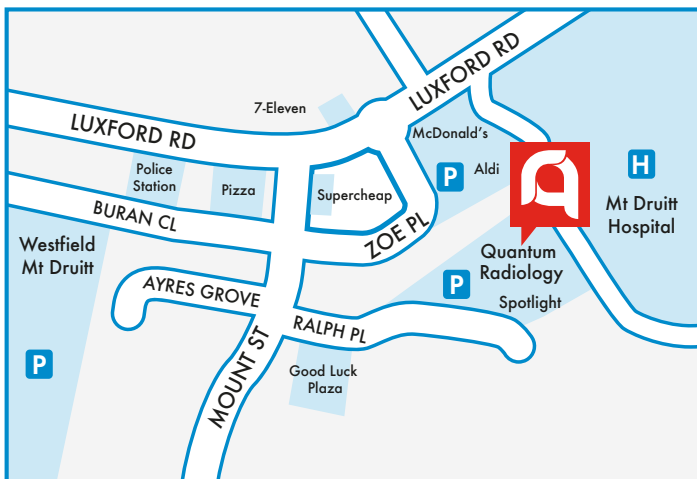 LUXFORD RD
7-Eleven
LUXFORD RD
McDonald's
Police
Station
Pizza
Supercheap
P
Aldi
H
Mt Druitt
Hospital
BURAN CL
ZOE PL
Westfield
Mt Druitt
Quantum
Radiology
AYRES GROVE
P
Spotlight
RALPH PL
MOUNT ST
P
Good Luck
Plaza